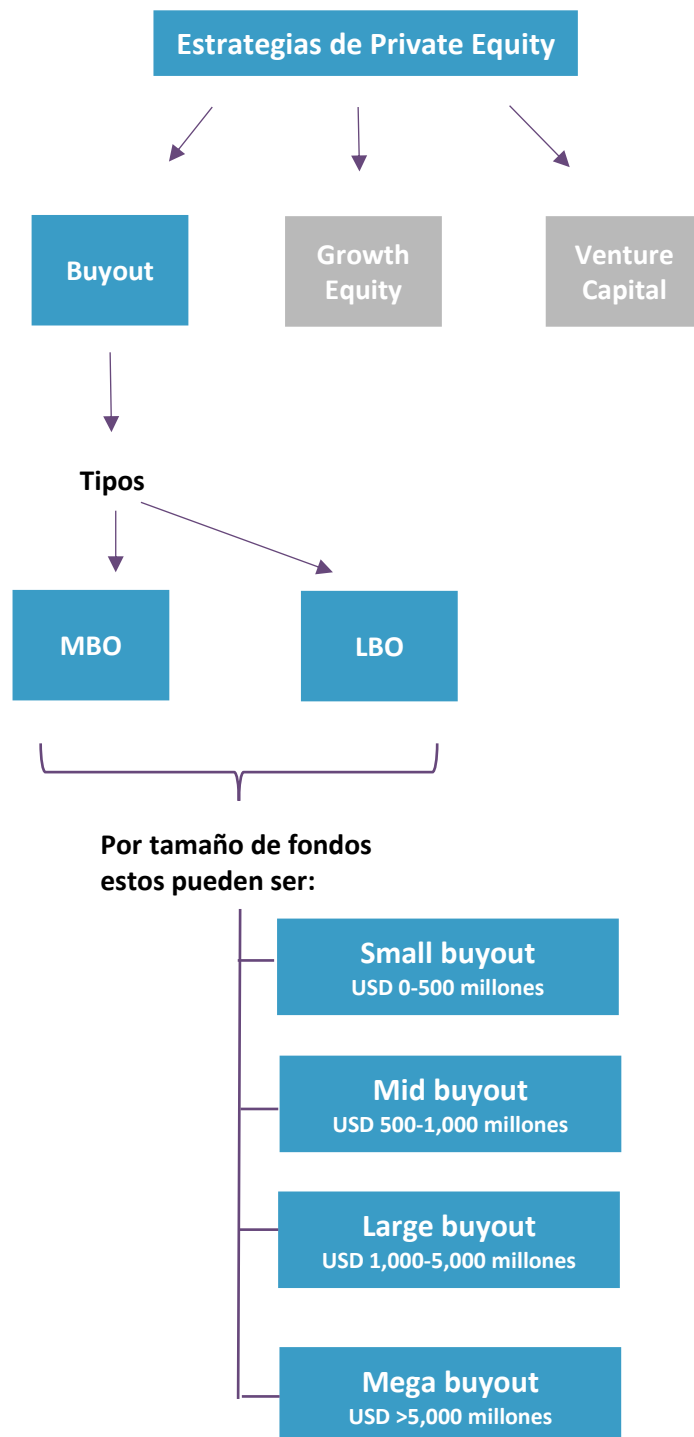 Estrategias de Private Equity
Buyout
Growth
Equity
Venture
Capital
Tipos
MBO
LBO
Por tamaño de fondos
estos pueden ser:
Small buyout
USD 0-500 millones
Mid buyout
USD 500-1,000 millones
Large buyout
USD 1,000-5,000 millones
Mega buyout
USD >5,000 millones